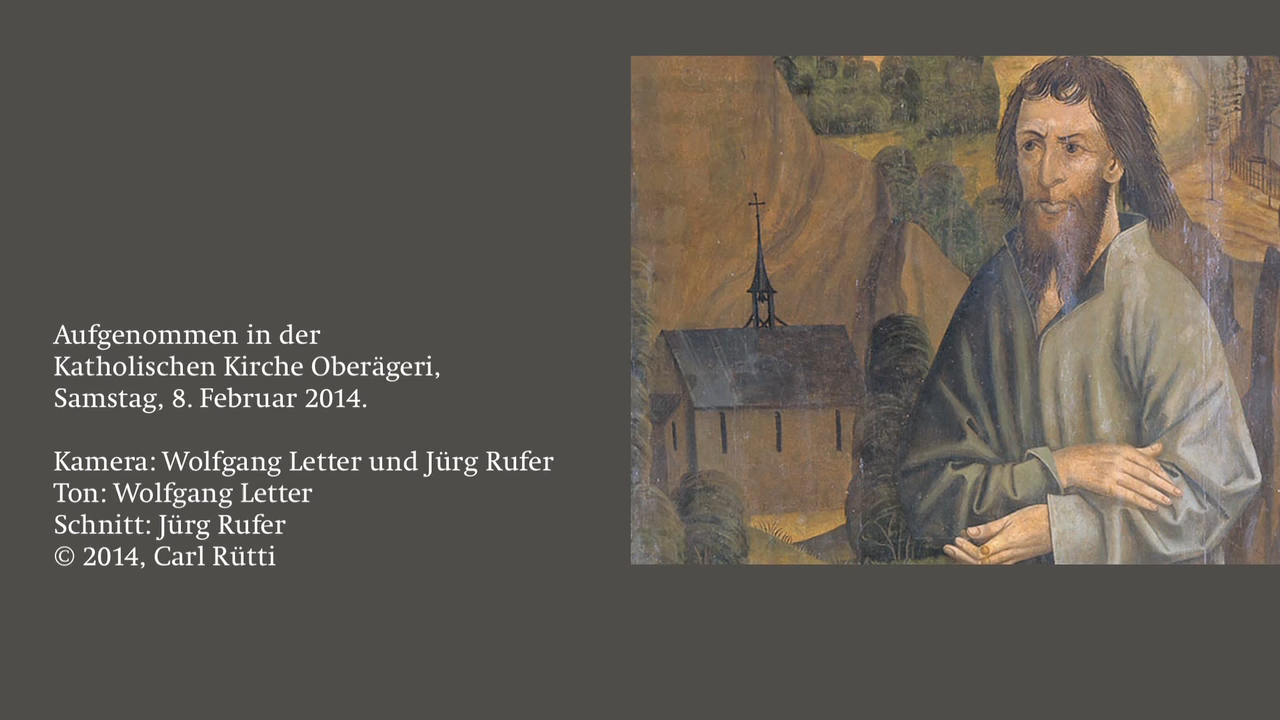 Aufgenommen in der
Katholischen Kirche Oberägeri,
Samstag, 8. Februar 2014.
Kamera: Wolfgang Letter und Jürg Rufer
Ton: Wolfgang Letter
Schnitt: Jürg Rufer
© 2014, Carl Rütti